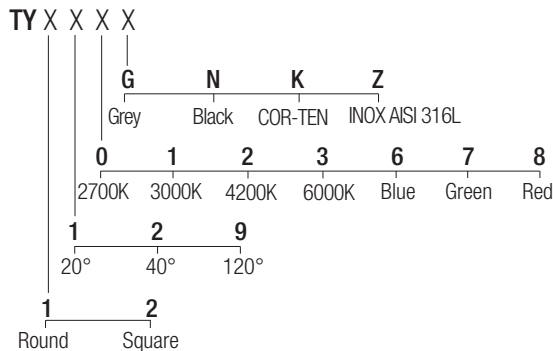 TY X X X X
G N K Z
Grey Black COR-TEN INOX AISI 316L
0 1 2 3 6 7 8
2700K 3000K 4200K 6000K Blue Green Red
1 2 9
20° 40° 120°
1 2
Round Square